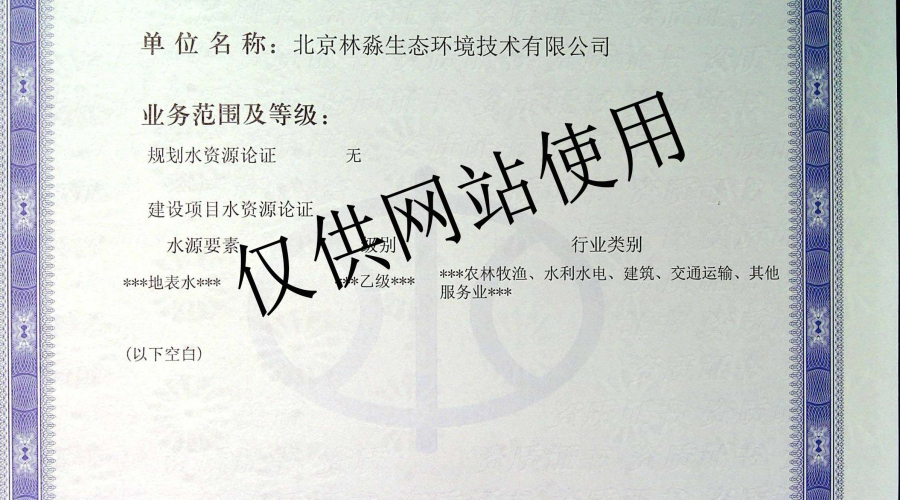 单位名称：北京林淼生态环境技术有限公司
业务范围及等级：
规划水资源论证 无
建设项目水资源论证
水源要素 级别 行业类别
***地表水*** ***乙级*** ***农林牧渔、水利水电、建筑、交通运输、其他
服务业***
(以下空白)
仅供网站使用